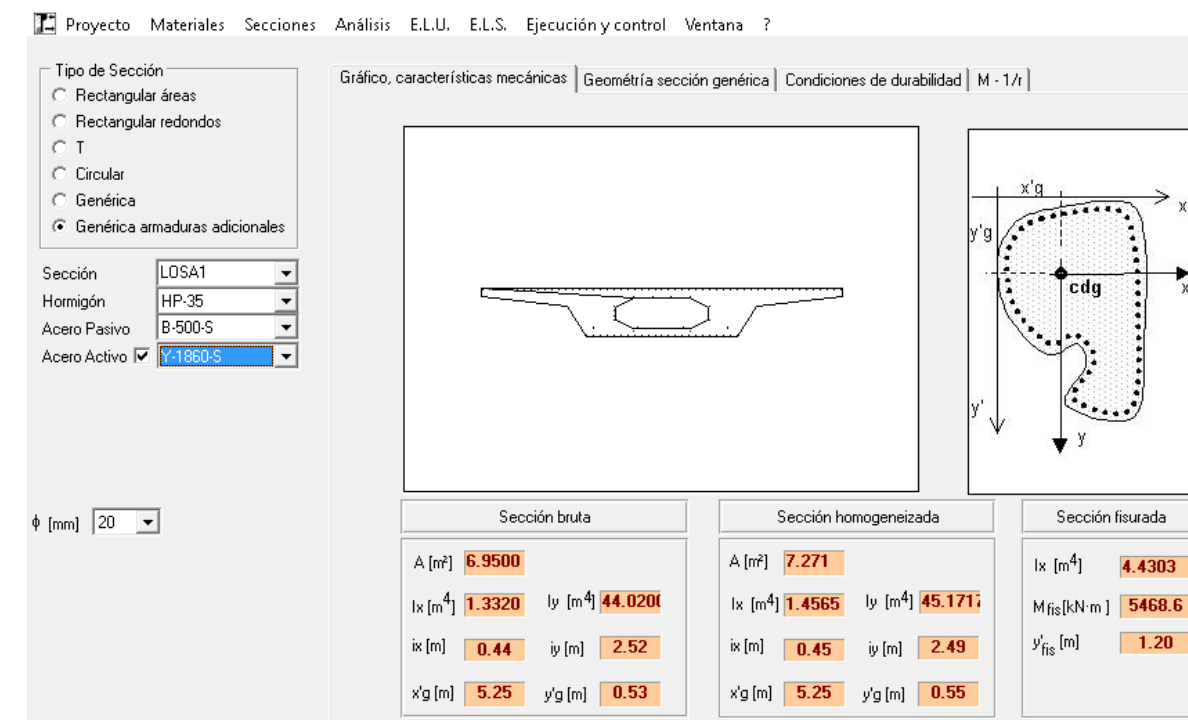 Proyecto Materiales Secciones Análisis E.L.U. E.L.S. Ejecución y control Ventana ?
Tipo de Sección
Rectangular áreas
Rectangular redondos
T
Circular
Genérica
Genérica armaduras adicionales
Sección LOSA1
Hormigón HP-35
Acero Pasivo B-500-S
Acero Activo Y-1860-S
ϕ [mm] 20
Gráfico, características mecánicas Geométría sección genérica Condiciones de durabilidad M - 1/r
x'g
x
y'g
cdg
x
y'
y
Sección bruta
A [m²] 6.9500
Ix [m4] 1.3320 Iy [m4] 44.020
ix [m] 0.44 iy [m] 2.52
x'g [m] 5.25 y'g [m] 0.53
Sección homogeneizada
A [m²] 7.271
Ix [m4] 1.4565 Iy [m4] 45.171
ix [m] 0.45 iy [m] 2.49
x'g [m] 5.25 y'g [m] 0.55
Sección fisurada
Ix [m4] 4.4303
Mfis[kN·m ] 5468.6
y'fis [m] 1.20